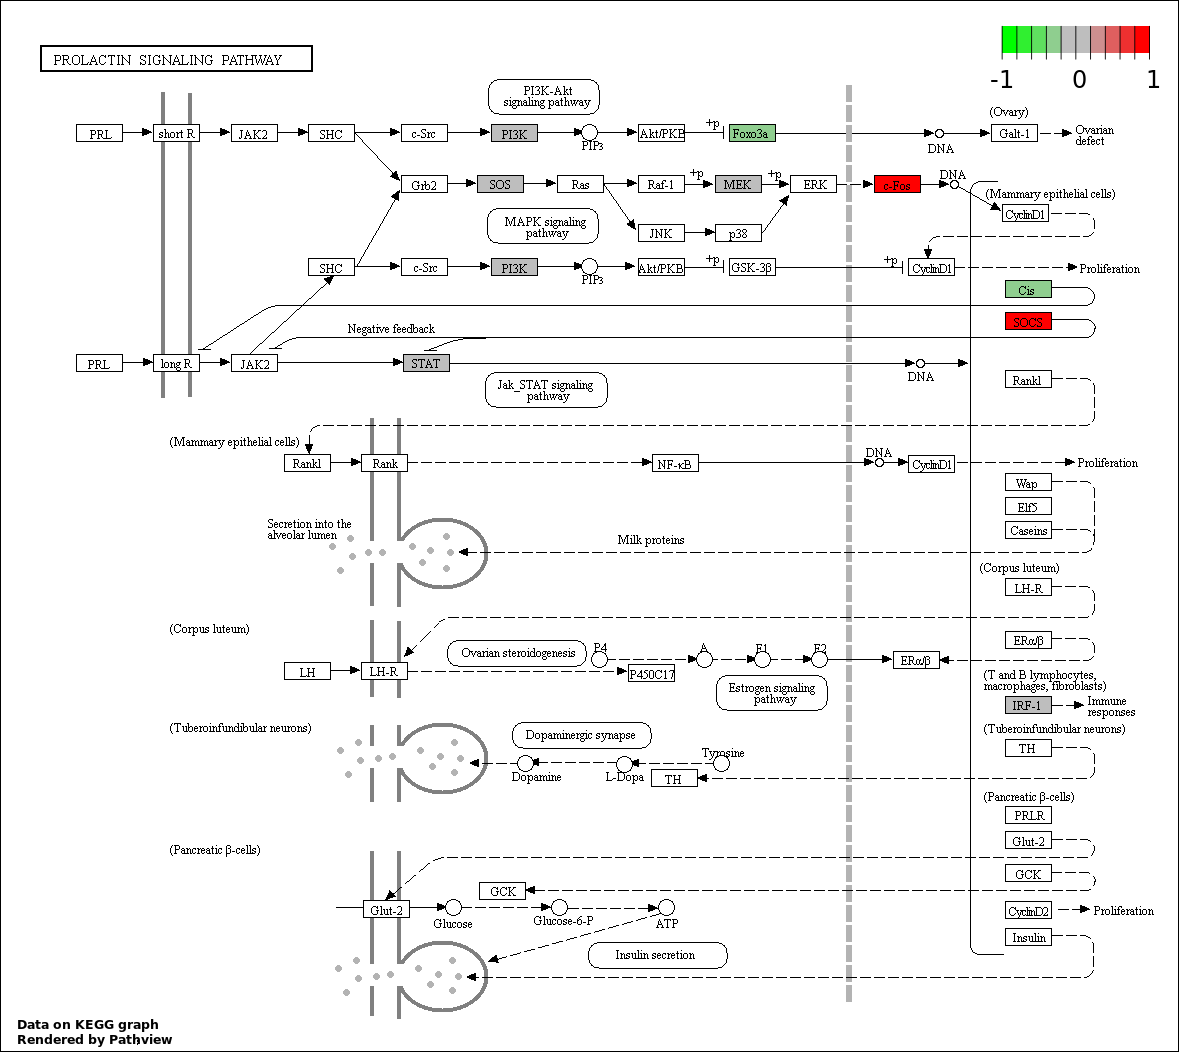 PROLACTIN SIGNALING PATHWAY
-1 0 1
PI3K-Akt
signaling pathway
(Ovary)
PRL short R JAK2 SHC c-Src PI3K PIP3 Akt/PKB +p Foxo3a DNA Galt-1 Ovarian
defect
Grb2 SOS Ras Raf-1 +p MEK +p ERK c-Fos DNA
(Mammary epithelial cells)
CyclinD1
MAPK signaling
pathway
JNK p38
SHC c-Src PI3K PIP3 Akt/PKB +p GSK-3β +p CyclinD1 Proliferation
Cis
SOCS
Negative feedback
PRL long R JAK2 STAT DNA
Jak_STAT signaling
pathway
Rankl
(Mammary epithelial cells)
Rankl Rank NF-κB DNA CyclinD1 Proliferation
Wap
Elf5
Caseins
Secretion into the
alveolar lumen
Milk proteins
(Corpus luteum)
LH-R
(Corpus luteum)
ERα/β
Ovarian steroidogenesis
P4 A E1 E2 ERα/β
LH LH-R P450C17
Estrogen signaling
pathway
(T and B lymphocytes,
macrophages, fibroblasts)
IRF-1 Immune
responses
(Tuberoinfundibular neurons)
(Tuberoinfundibular neurons)
TH
Dopaminergic synapse
Tyrosine
Dopamine L-Dopa TH
(Pancreatic β-cells)
PRLR
Glut-2
(Pancreatic β-cells)
GCK
GCK
Glut-2 Glucose Glucose-6-P ATP
CyclinD2 Proliferation
Insulin
Insulin secretion
Data on KEGG graph
Rendered by Pathview